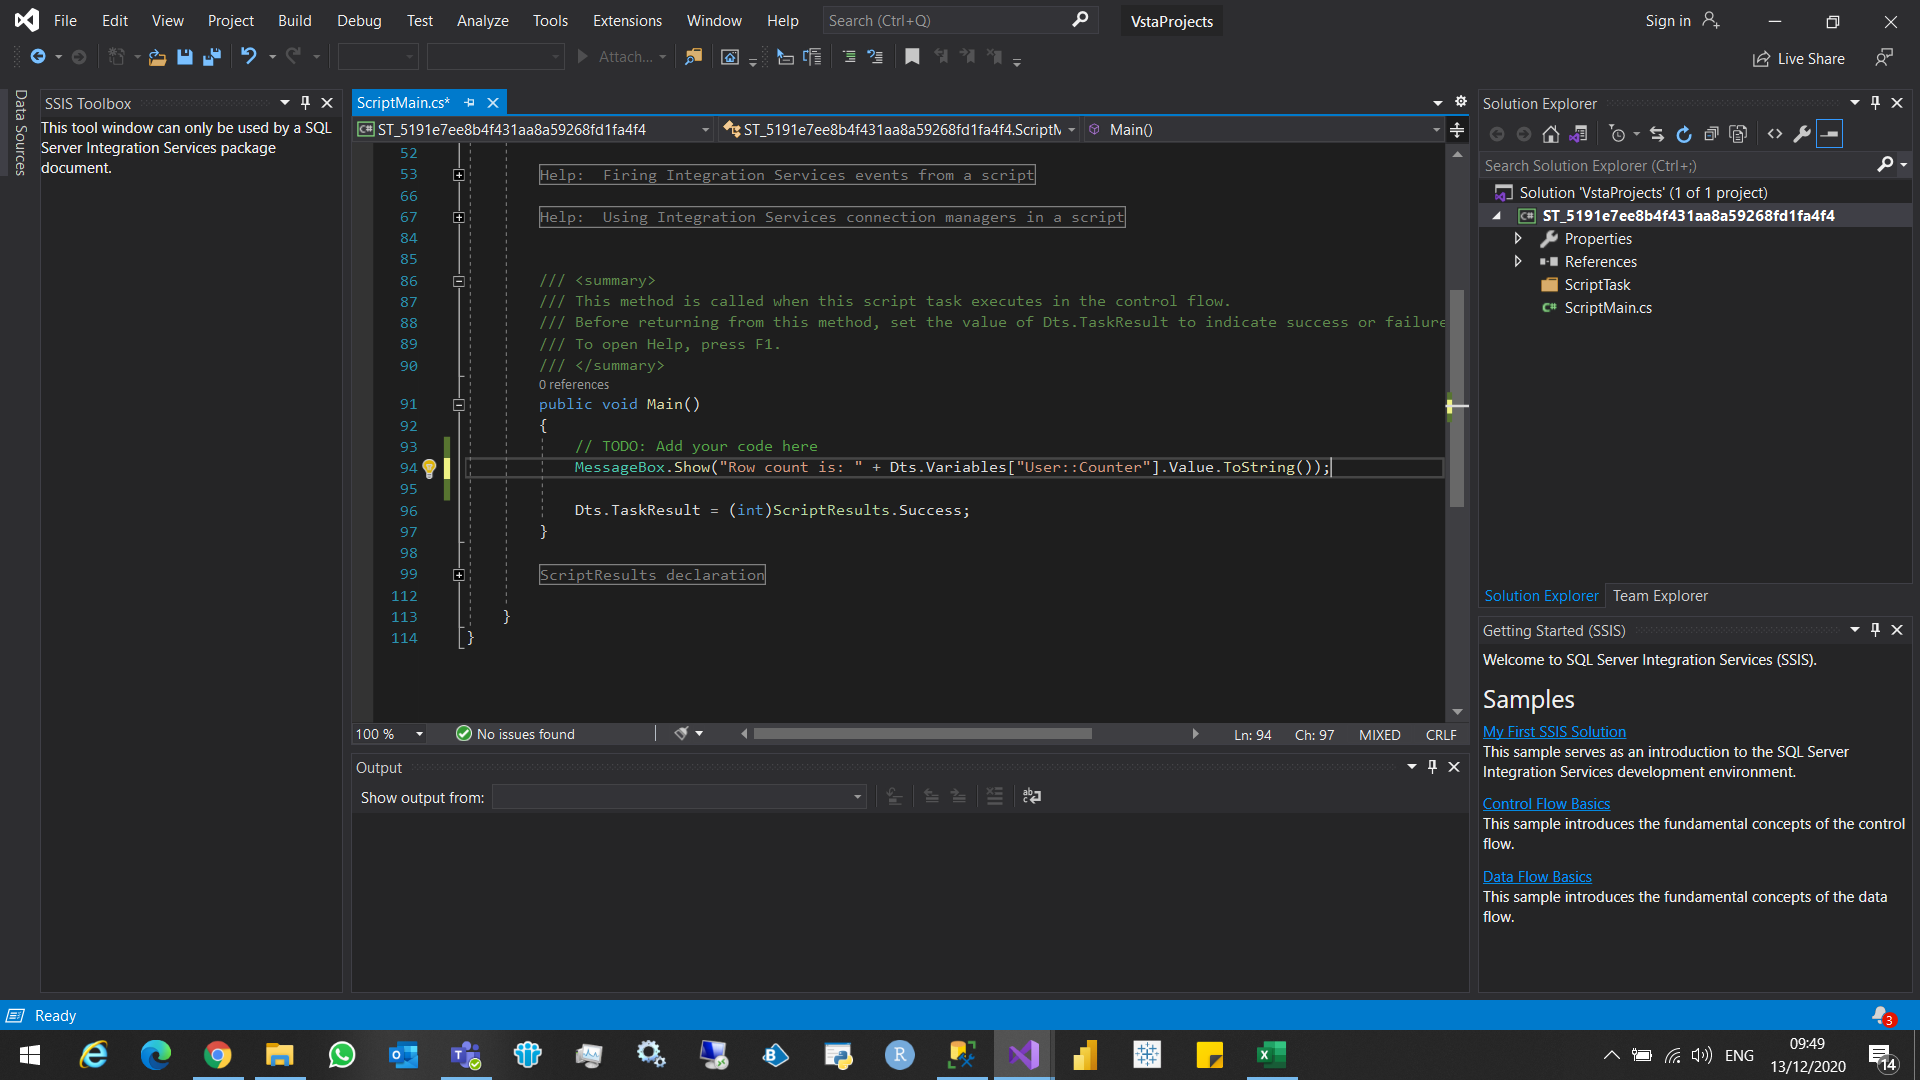 File Edit View Project Build Debug Test Analyze Tools Extensions Window Help Search (Ctrl+Q) VstaProjects Sign in
Attach... Live Share
Data Sources
SSIS Toolbox
This tool window can only be used by a SQL
Server Integration Services package
document.
ScriptMain.cs*
C# ST_5191e7ee8b4f431aa8a59268fd1fa4f4 ST_5191e7ee8b4f431aa8a59268fd1fa4f4.ScriptM Main()
52
53 Help: Firing Integration Services events from a script
66
67 Help: Using Integration Services connection managers in a script
84
85
86 /// <summary>
87 /// This method is called when this script task executes in the control flow.
88 /// Before returning from this method, set the value of Dts.TaskResult to indicate success or failure
89 /// To open Help, press F1.
90 /// </summary>
0 references
91 public void Main()
92 {
93 // TODO: Add your code here
94 MessageBox.Show("Row count is: " + Dts.Variables["User::Counter"].Value.ToString());
95
96 Dts.TaskResult = (int)ScriptResults.Success;
97 }
98
99 ScriptResults declaration
112
113 }
114 }
100 % No issues found Ln: 94 Ch: 97 MIXED CRLF
Output
Show output from:
Solution Explorer
Search Solution Explorer (Ctrl+;)
Solution 'VstaProjects' (1 of 1 project)
C# ST_5191e7ee8b4f431aa8a59268fd1fa4f4
Properties
References
ScriptTask
C# ScriptMain.cs
Solution Explorer Team Explorer
Getting Started (SSIS)
Welcome to SQL Server Integration Services (SSIS).
Samples
My First SSIS Solution
This sample serves as an introduction to the SQL Server
Integration Services development environment.
Control Flow Basics
This sample introduces the fundamental concepts of the control
flow.
Data Flow Basics
This sample introduces the fundamental concepts of the data
flow.
Ready 3
ENG 09:49
13/12/2020 14